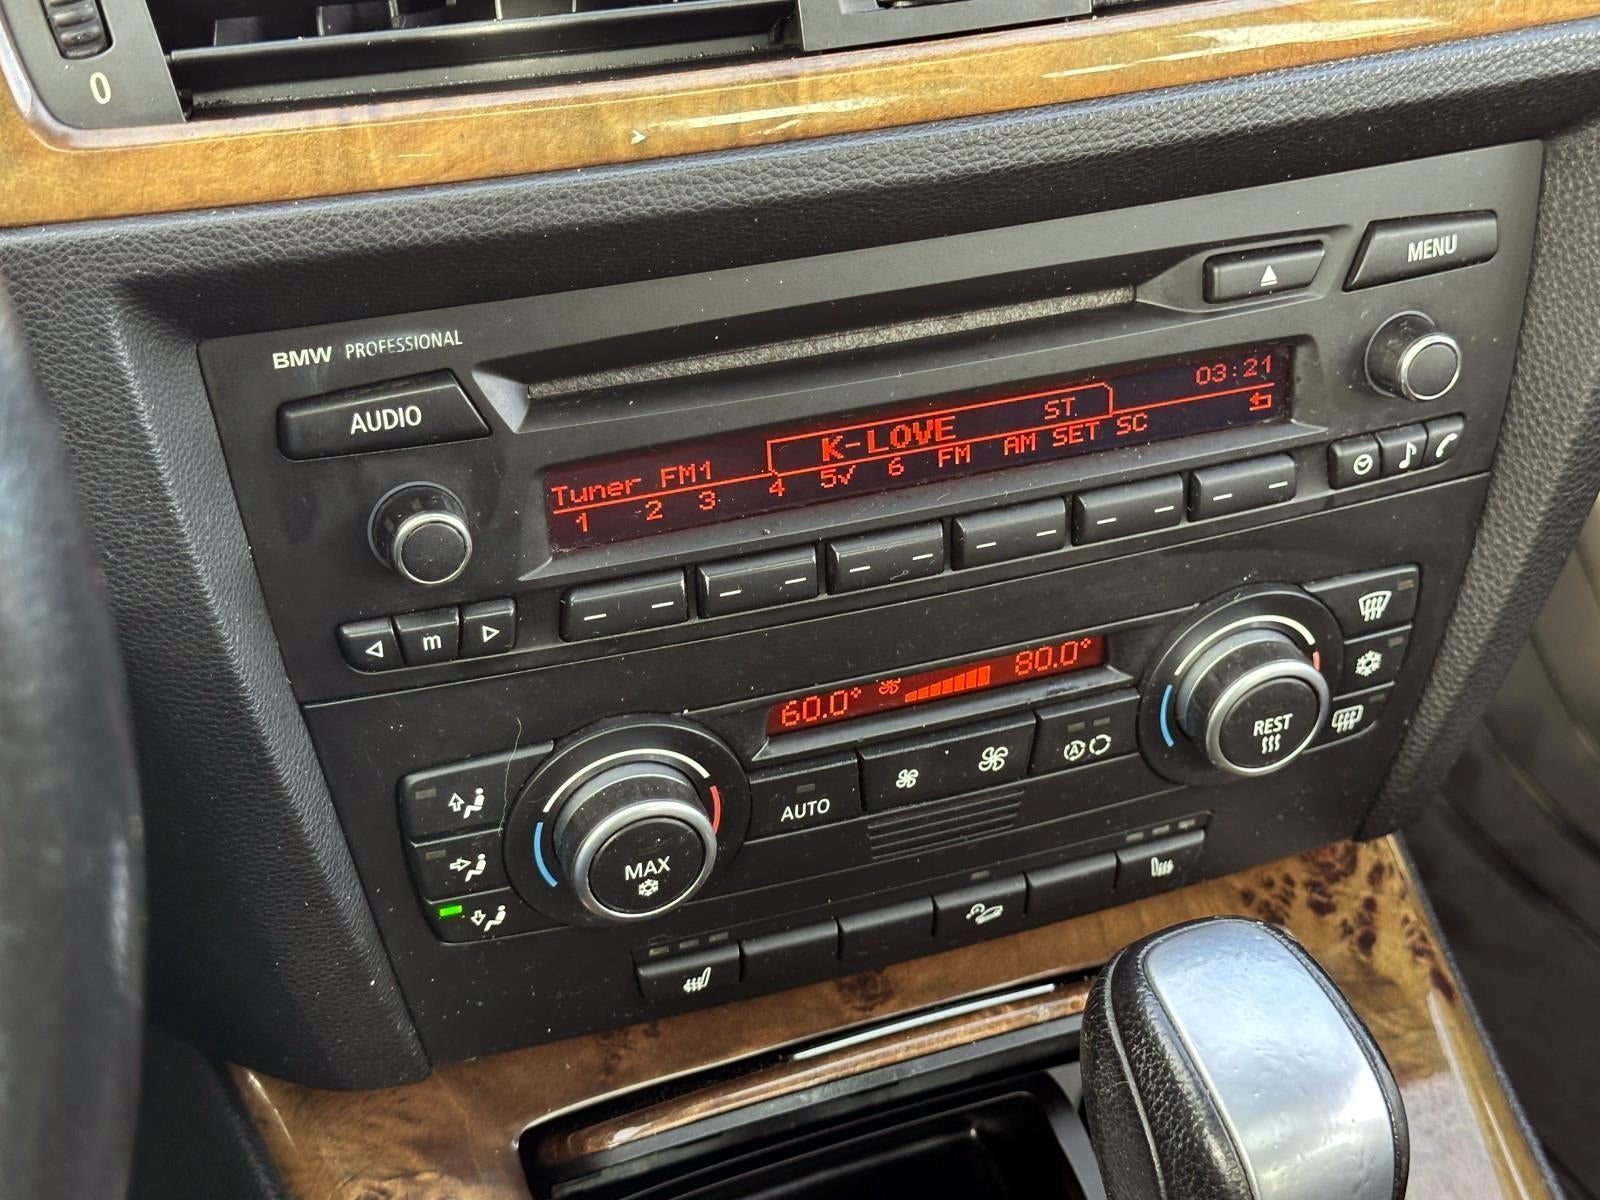 0
MENU
BMW PROFESSIONAL
AUDIO
03:21
K-LOVE ST
Tuner FM1
1 2 3 4 5✓ 6 FM AM SET SC
m
60.0° 80.0°
REST
AUTO
A
MAX